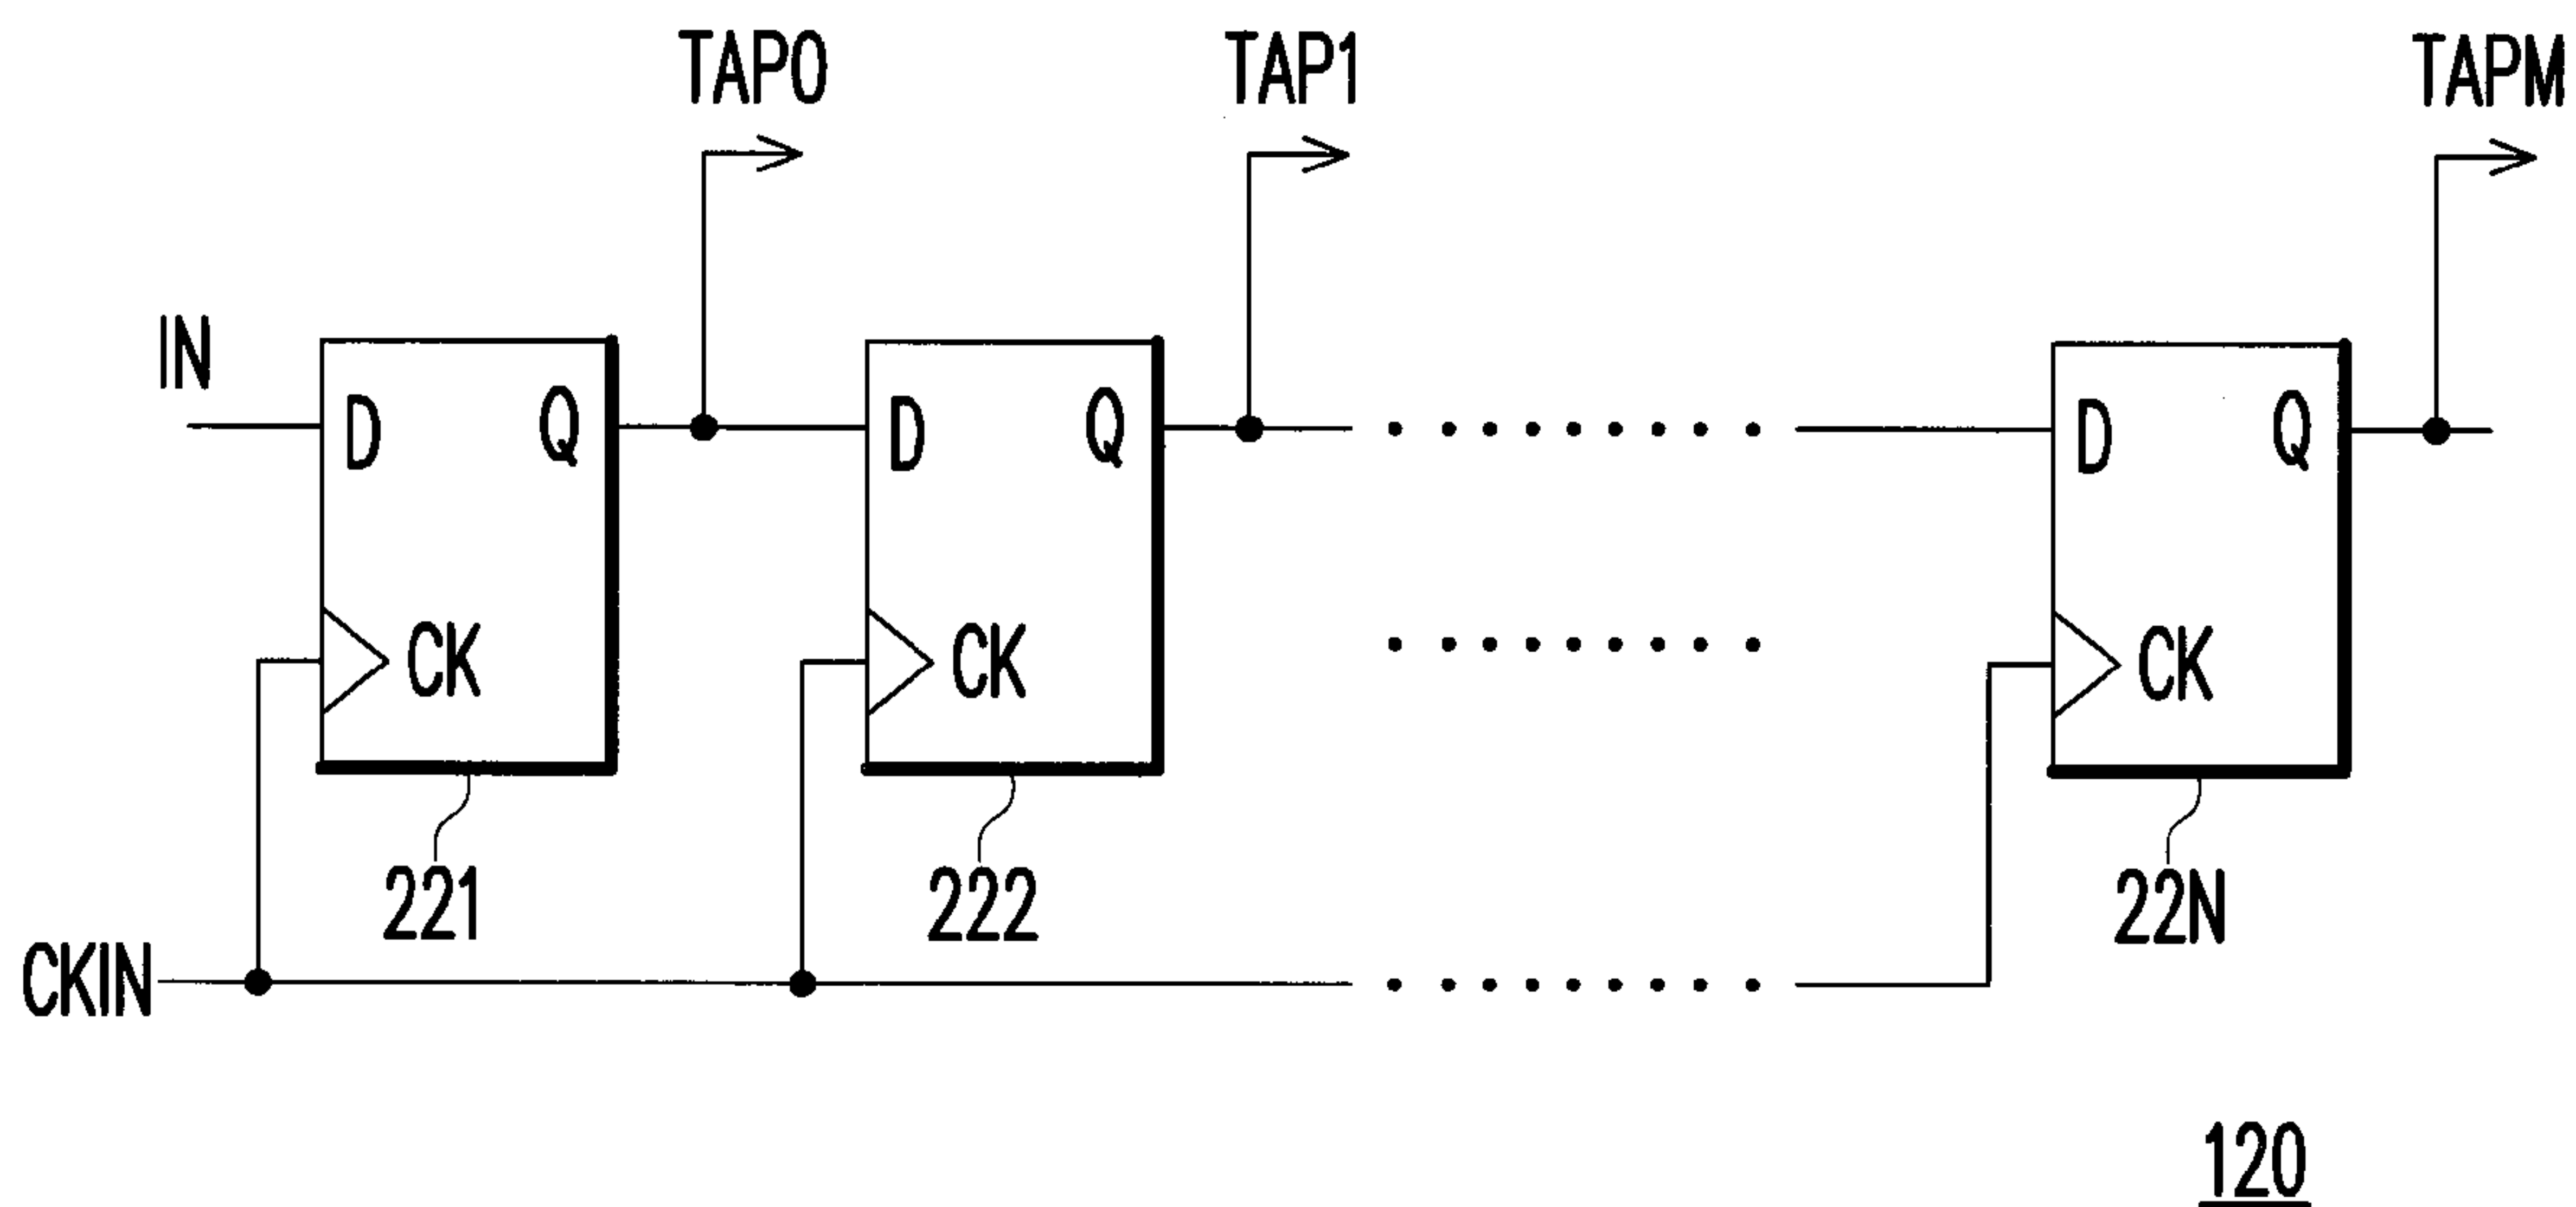 TAP0 TAP1 TAPM
IN
D Q D Q D Q
CK CK CK
221 222 22N
CKIN
120